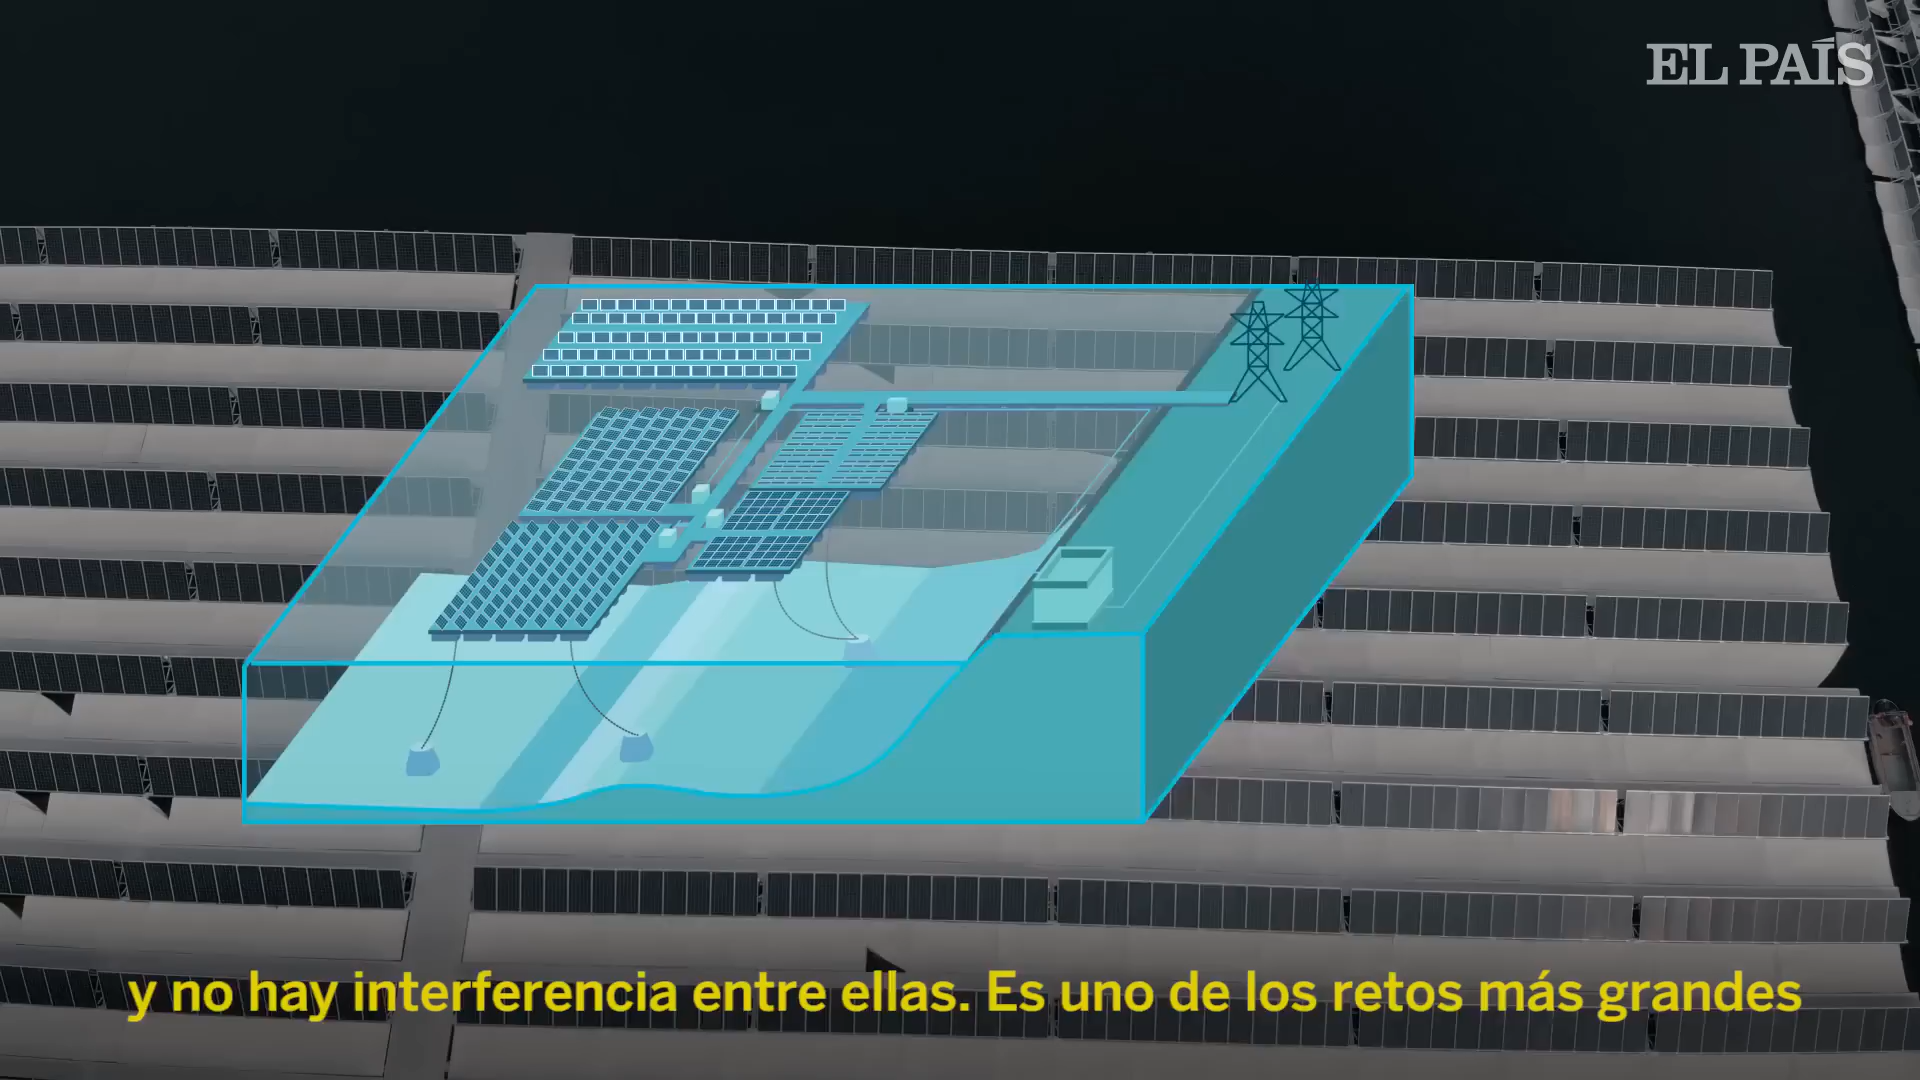 EL PAÍS
y no hay interferencia entre ellas. Es uno de los retos más grandes